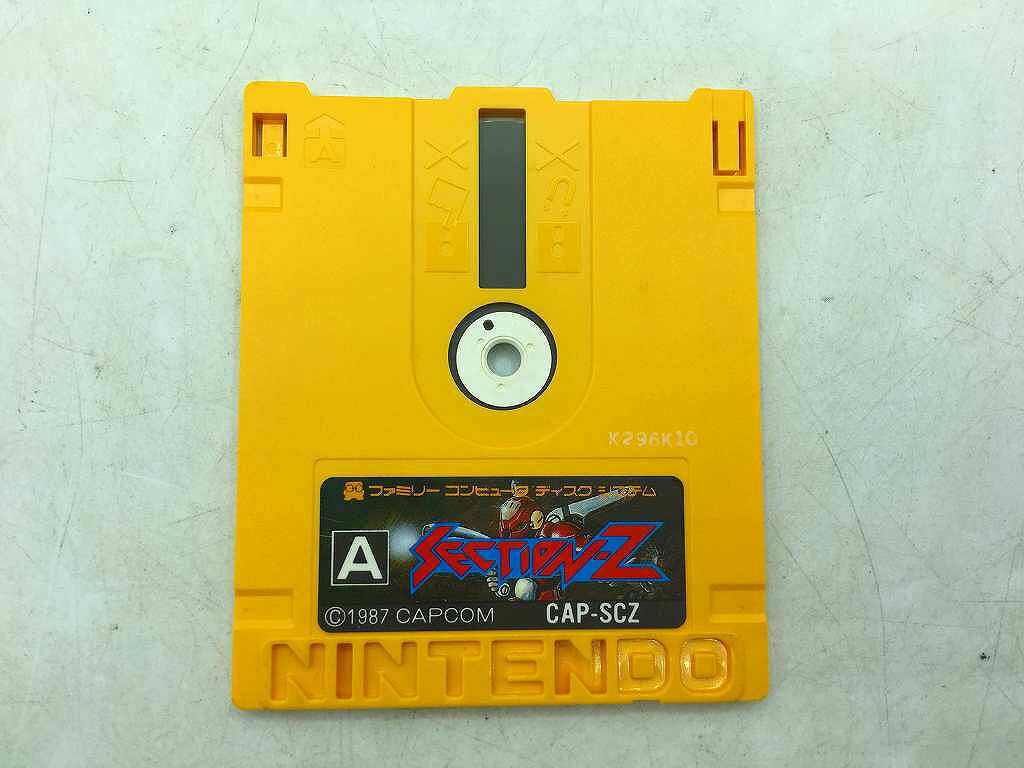 A
K296K10
ファミリー コンピュータ ディスク システム
A
SECTION-Z
©1987 CAPCOM CAP-SCZ
NINTENDO